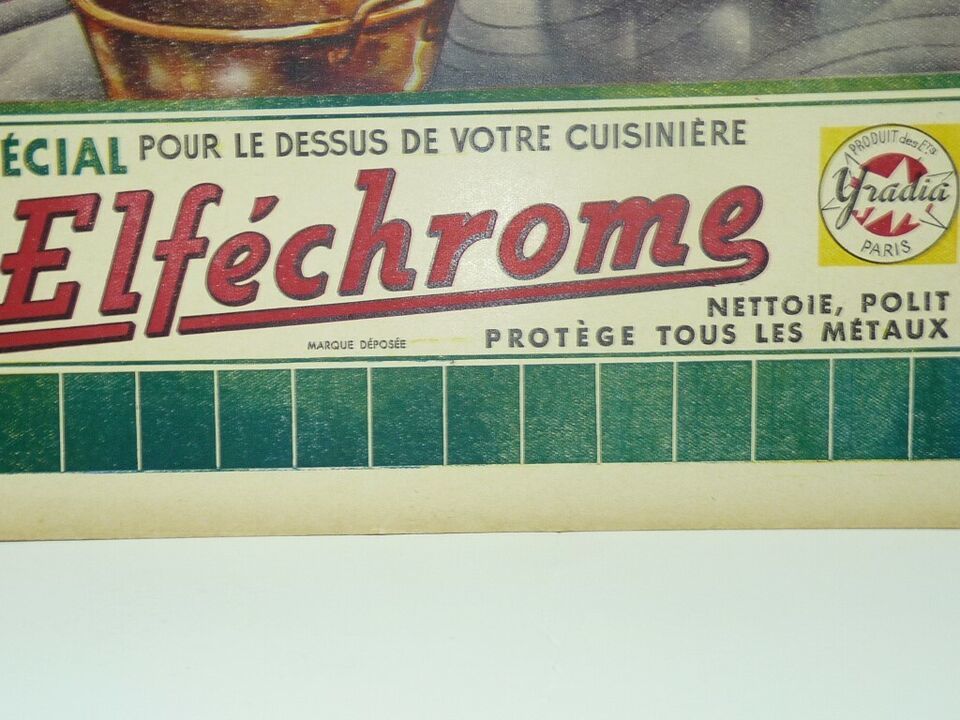 ÉCIAL POUR LE DESSUS DE VOTRE CUISINIÈRE
Elféchrome
MARQUE DÉPOSÉE
NETTOIE, POLIT
PROTÈGE TOUS LES MÉTAUX
PRODUIT des ETS
Yradia
PARIS